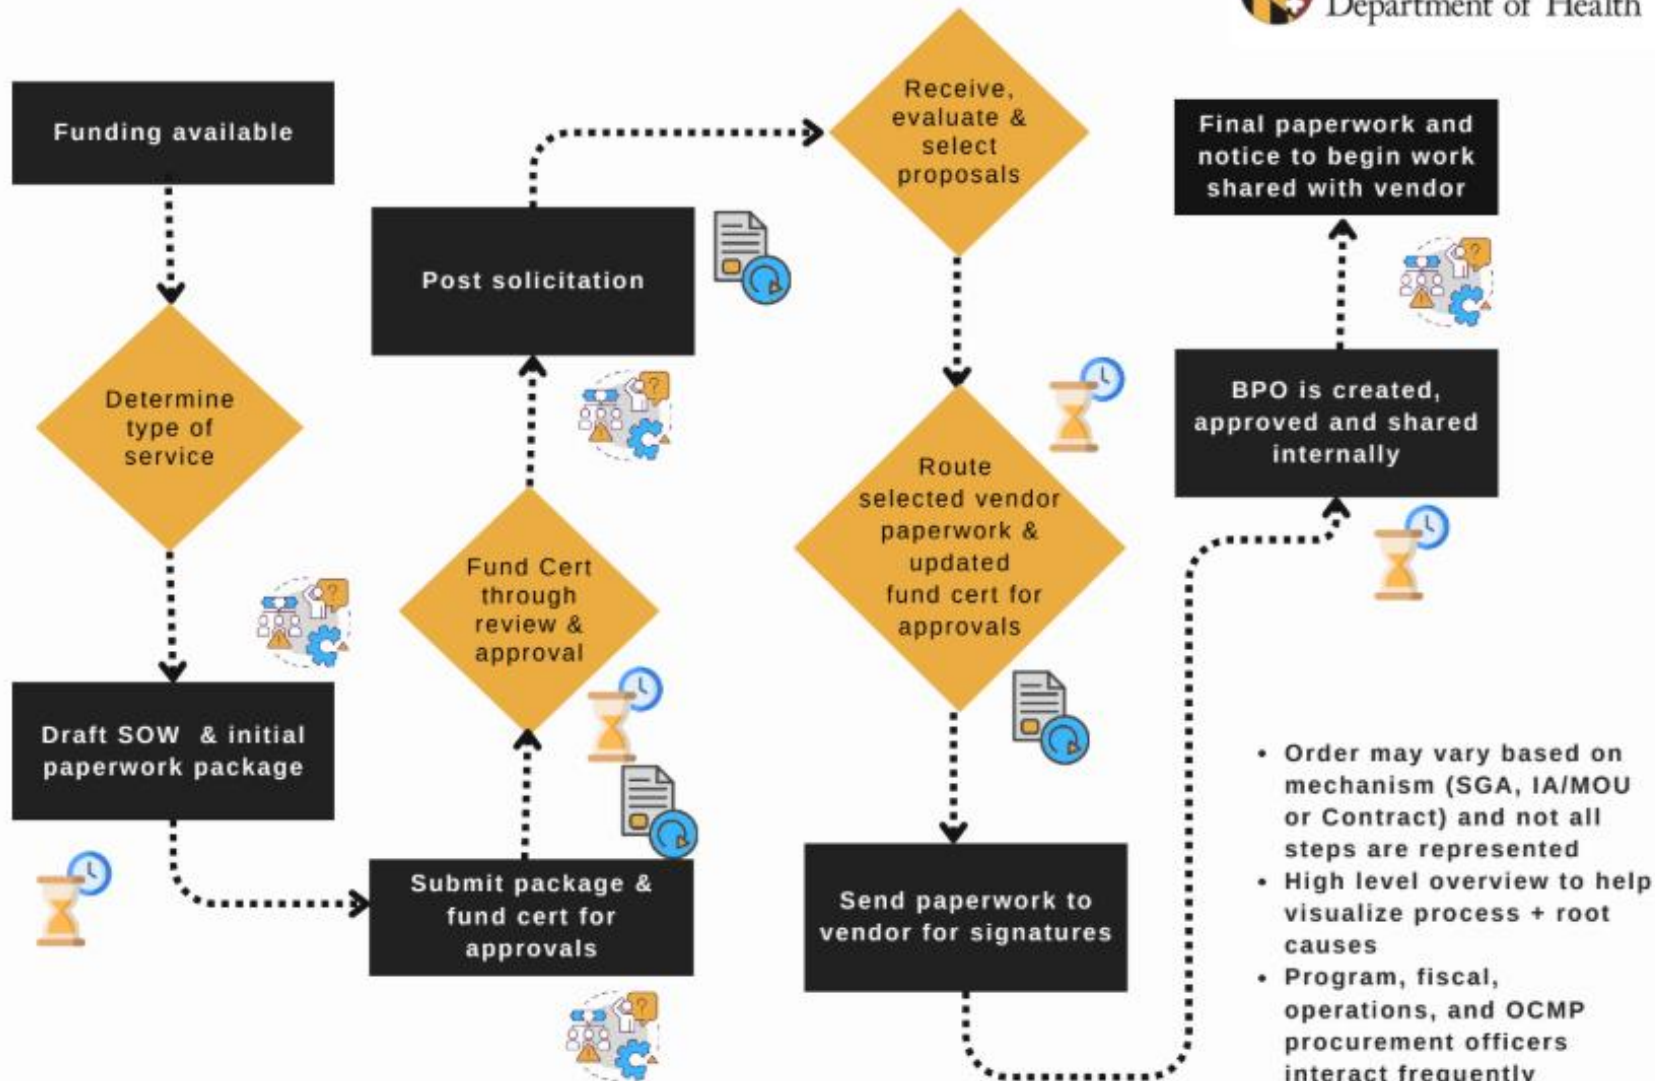 Department of Health
Funding available
Determine
type of
service
Draft SOW & initial
paperwork package
Submit package &
fund cert for
approvals
Fund Cert
through
review &
approval
Post solicitation
Receive,
evaluate &
select
proposals
Route
selected vendor
paperwork &
updated
fund cert for
approvals
Send paperwork to
vendor for signatures
BPO is created,
approved and shared
internally
Final paperwork and
notice to begin work
shared with vendor
• Order may vary based on
mechanism (SGA, IA/MOU
or Contract) and not all
steps are represented
• High level overview to help
visualize process + root
causes
• Program, fiscal,
operations, and OCMP
procurement officers
interact frequently